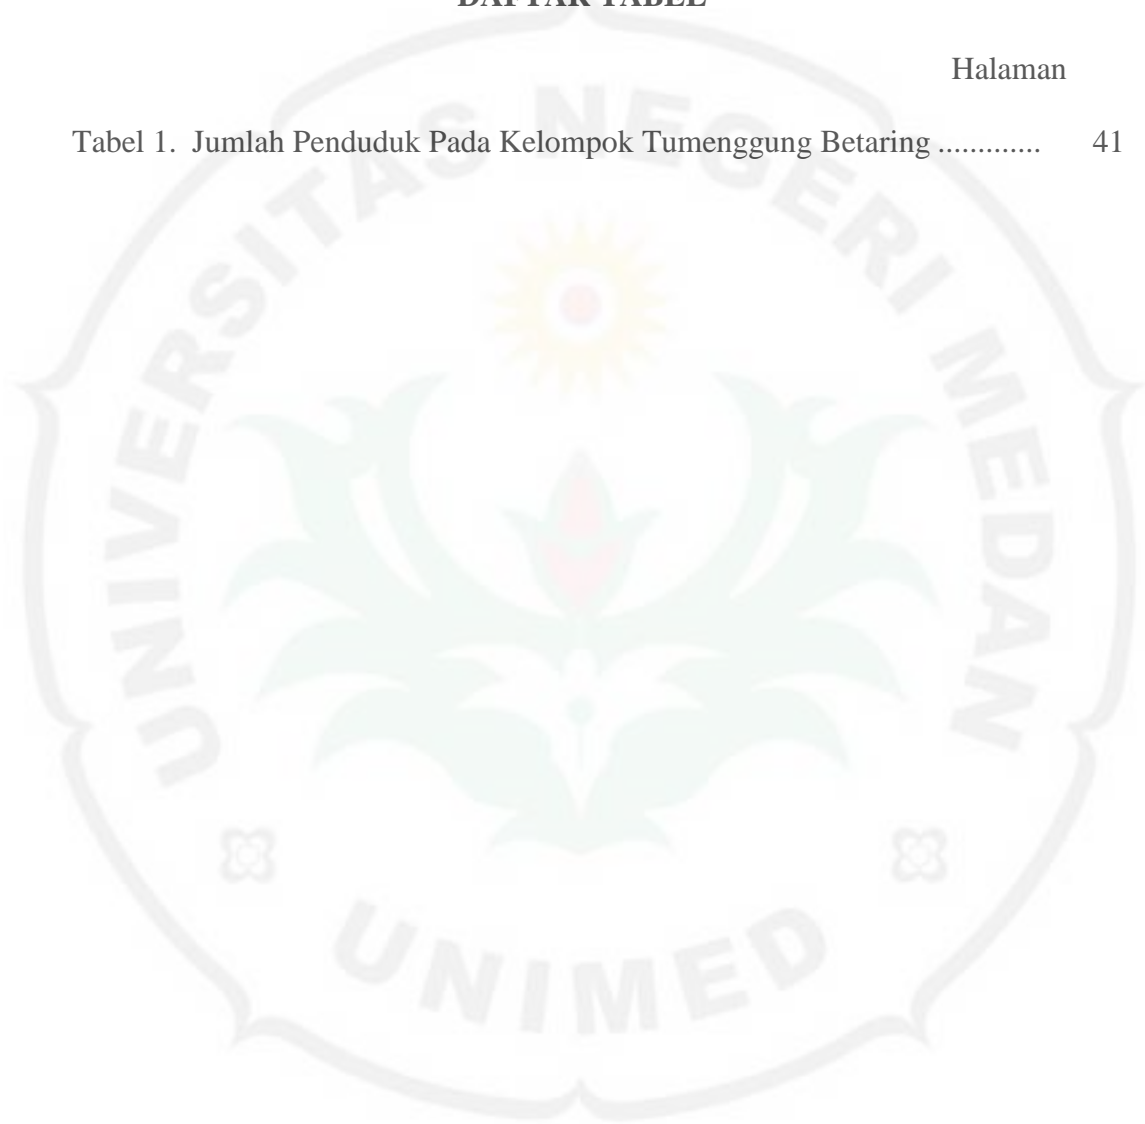 DAFTAR TABEL
Halaman
Tabel 1. Jumlah Penduduk Pada Kelompok Tumenggung Betaring ............. 41
UNIVERSITAS NEGERI MEDAN
UNIMED